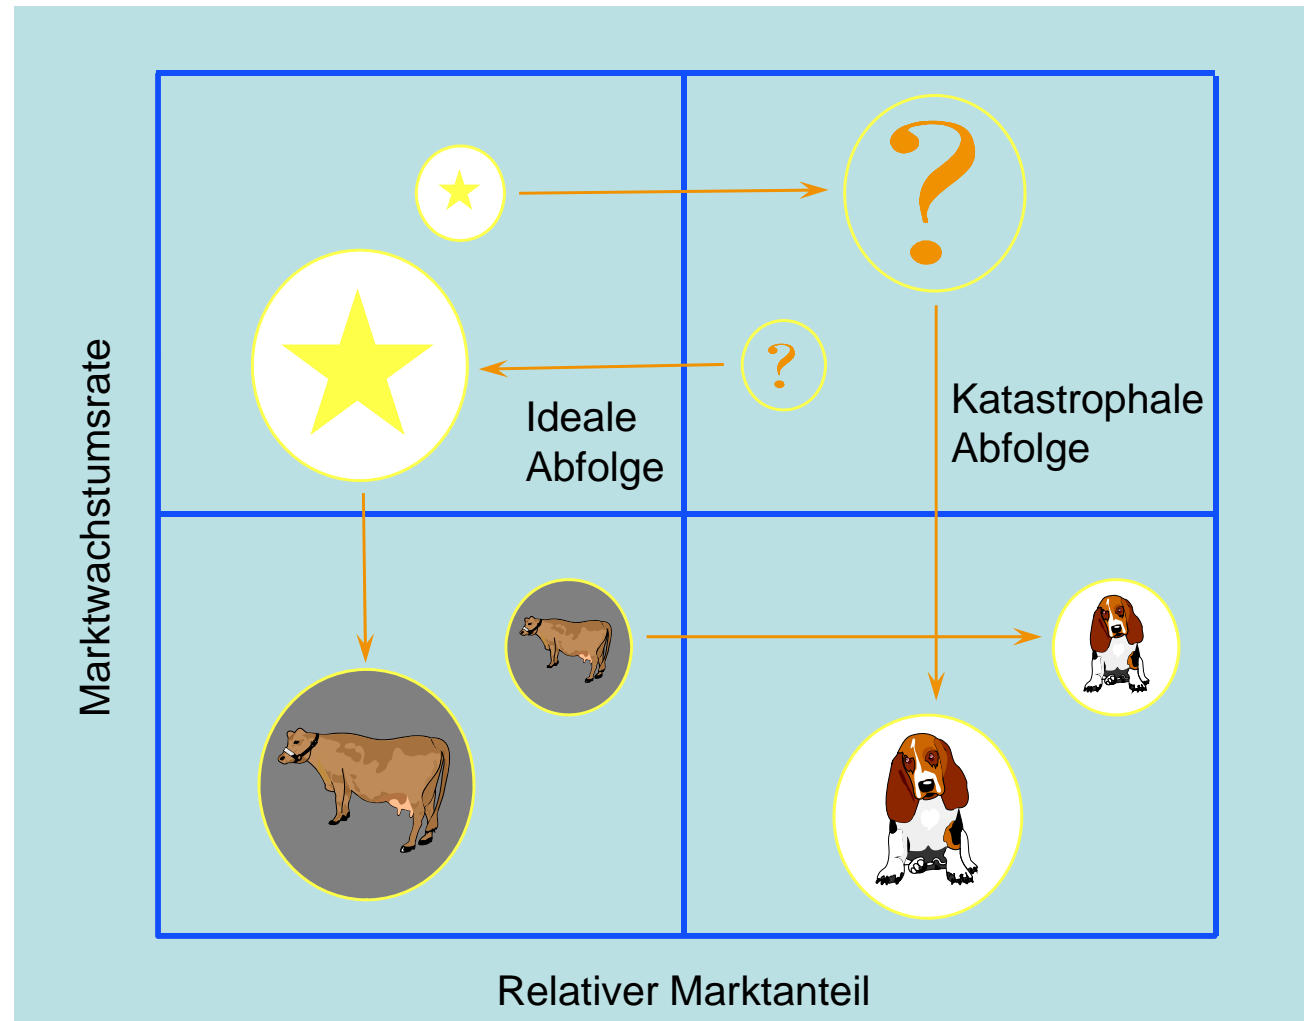 ?
?
Ideale
Abfolge
Katastrophale
Abfolge
Marktwachstumsrate
Relativer Marktanteil